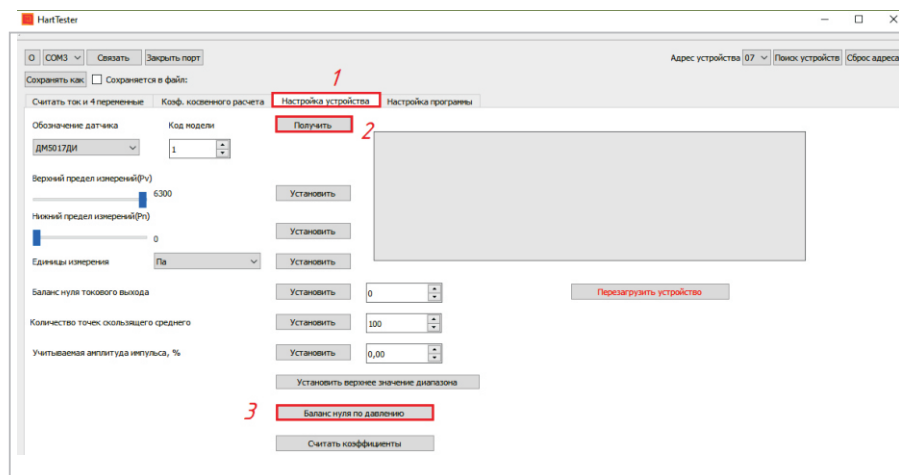 HartTester
O COM3 Связать Закрыть порт Адрес устройства 07 Поиск устройств Сброс адреса
Сохранять как Сохраняется в файл:
1
Считать ток и 4 переменные Коэф. косвенного расчета Настройка устройства Настройка программы
Обозначение датчика Код модели Получить 2
ДМ5017ДИ 1
Верхний предел измерений(Pv)
6300 Установить
Нижний предел измерений(Pn)
0 Установить
Единицы измерения Па Установить
Баланс нуля токового выхода Установить 0 Перезагрузить устройство
Количество точек скользящего среднего Установить 100
Учитываемая амплитуда импульса, % Установить 0,00
Установить верхнее значение диапазона
3 Баланс нуля по давлению
Считать коэффициенты